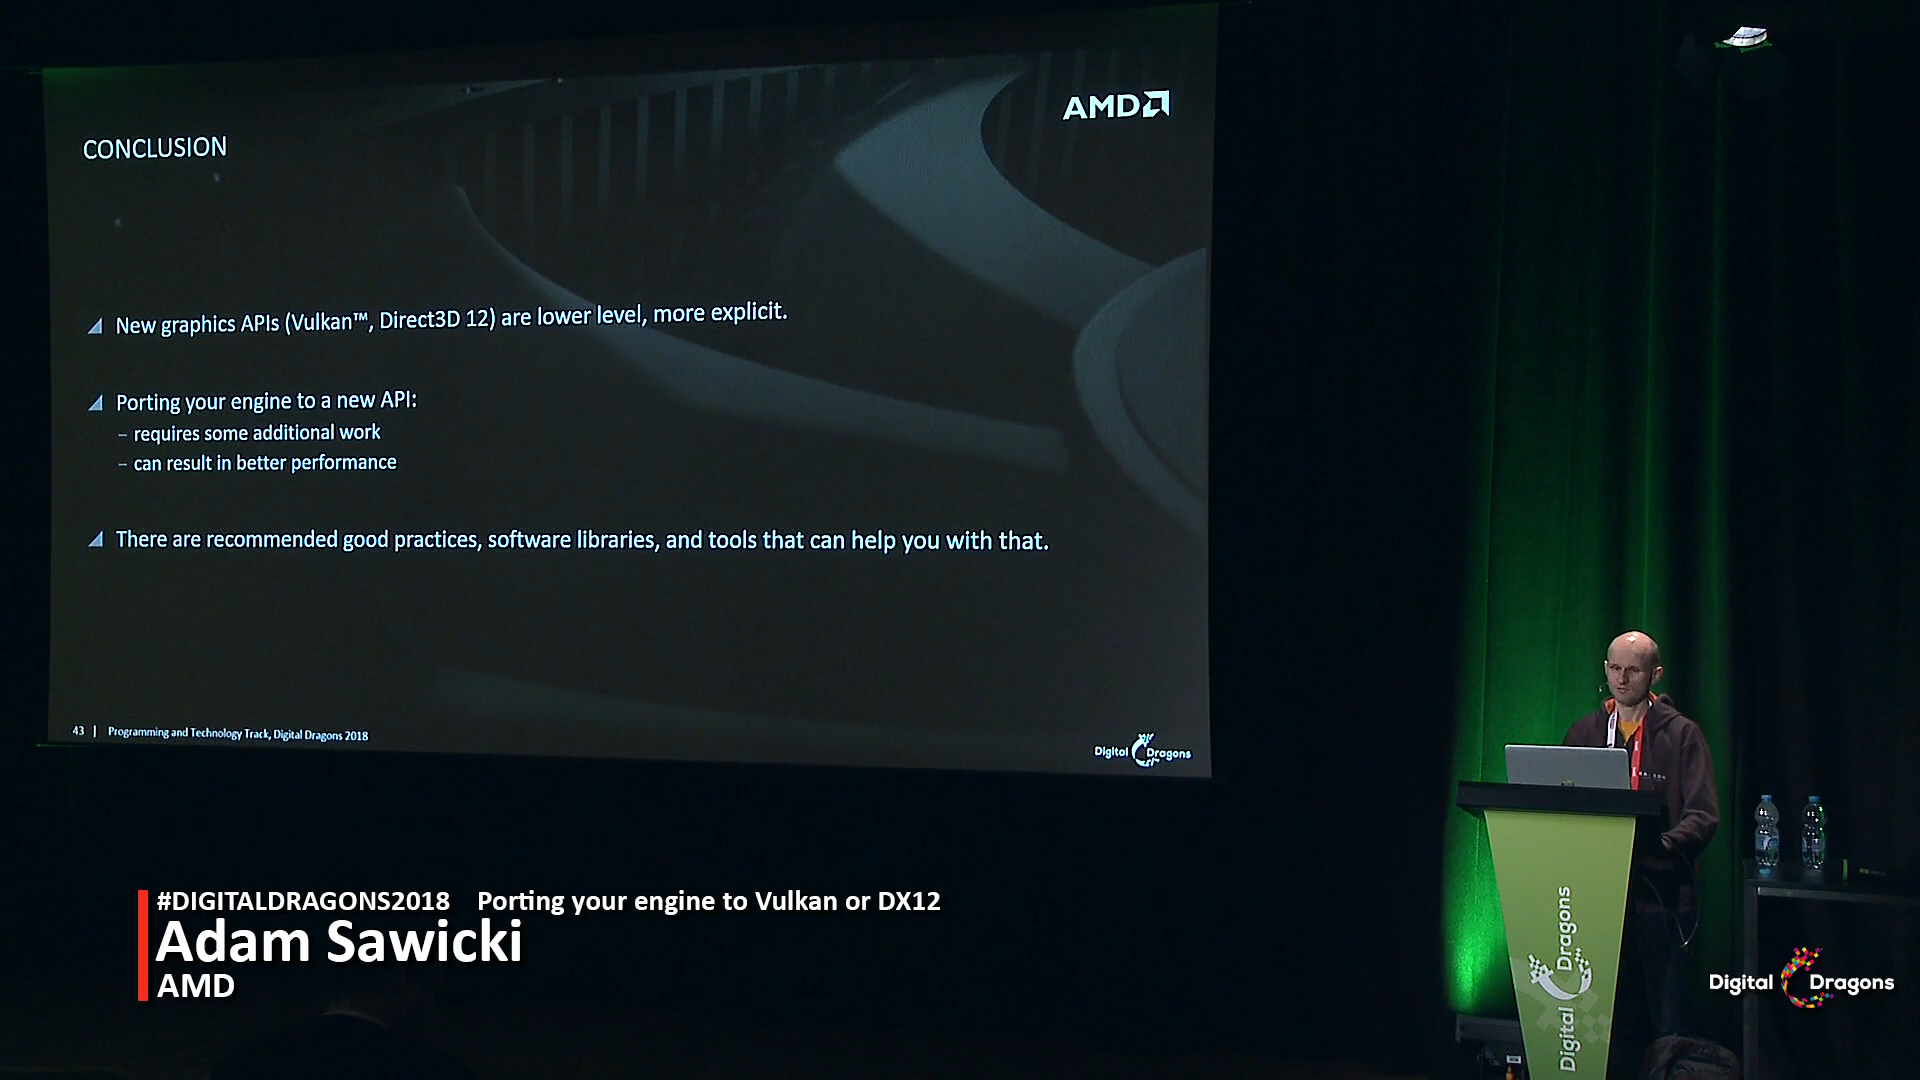 AMD
CONCLUSION
New graphics APIs (Vulkan™, Direct3D 12) are lower level, more explicit.
Porting your engine to a new API:
– requires some additional work
– can result in better performance
There are recommended good practices, software libraries, and tools that can help you with that.
43 | Programming and Technology Track, Digital Dragons 2018
Digital Dragons
#DIGITALDRAGONS2018 Porting your engine to Vulkan or DX12
Adam Sawicki
AMD
Digital Dragons
Digital Dragons